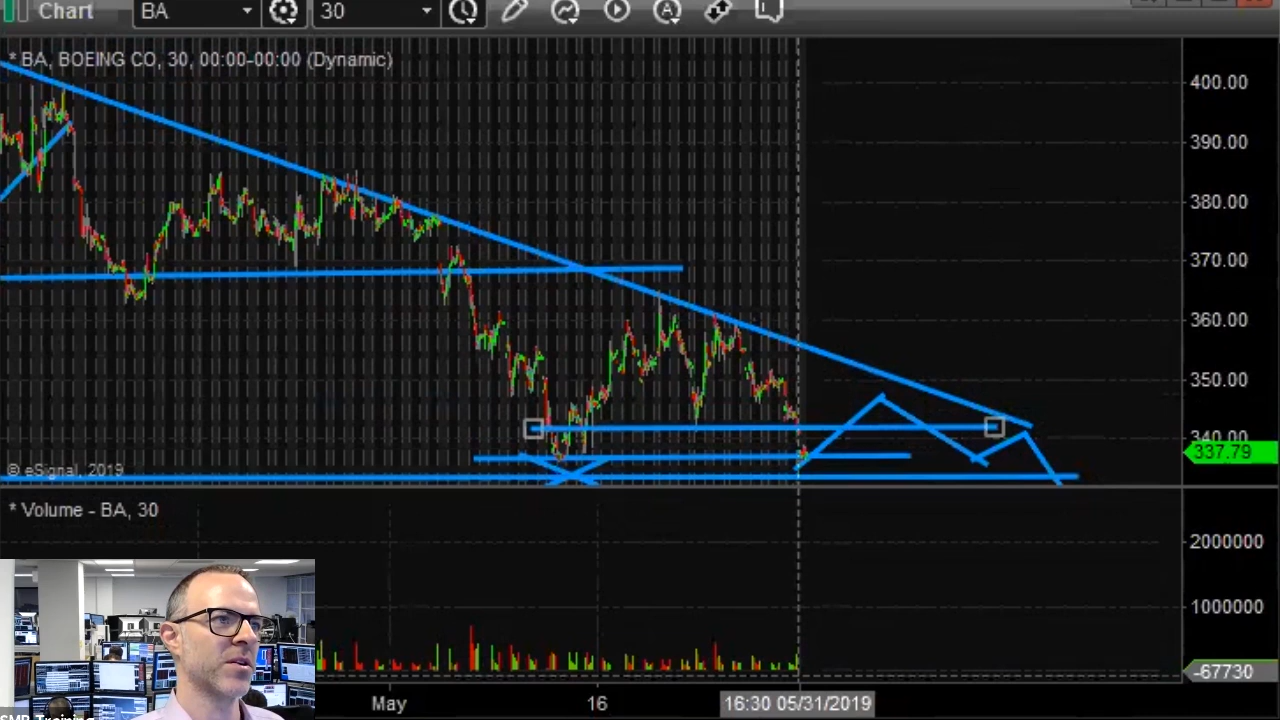 Chart BA 30
* BA, BOEING CO, 30, 00:00-00:00 (Dynamic)
400.00
390.00
380.00
370.00
360.00
350.00
340.00
337.79
© eSignal, 2019
* Volume - BA, 30
2000000
1000000
-67730
May 16 16:30 05/31/2019
SMB Training